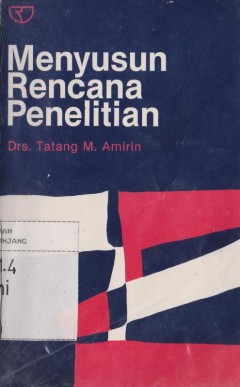 Menyusun
Rencana
Penelitian
Drs. Tatang M. Amirin